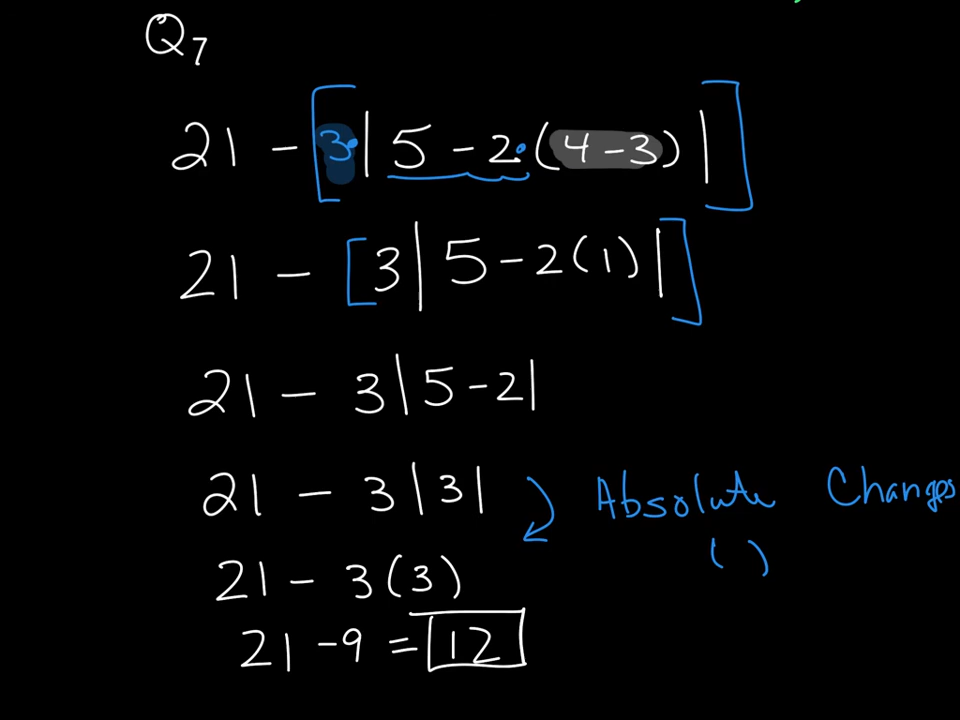 Q7
21 - [3·|5 - 2·(4 - 3)|]
21 - [3|5 - 2(1)|]
21 - 3|5 - 2|
21 - 3|3| Absolute Changes
( )
21 - 3(3)
21 - 9 = 12